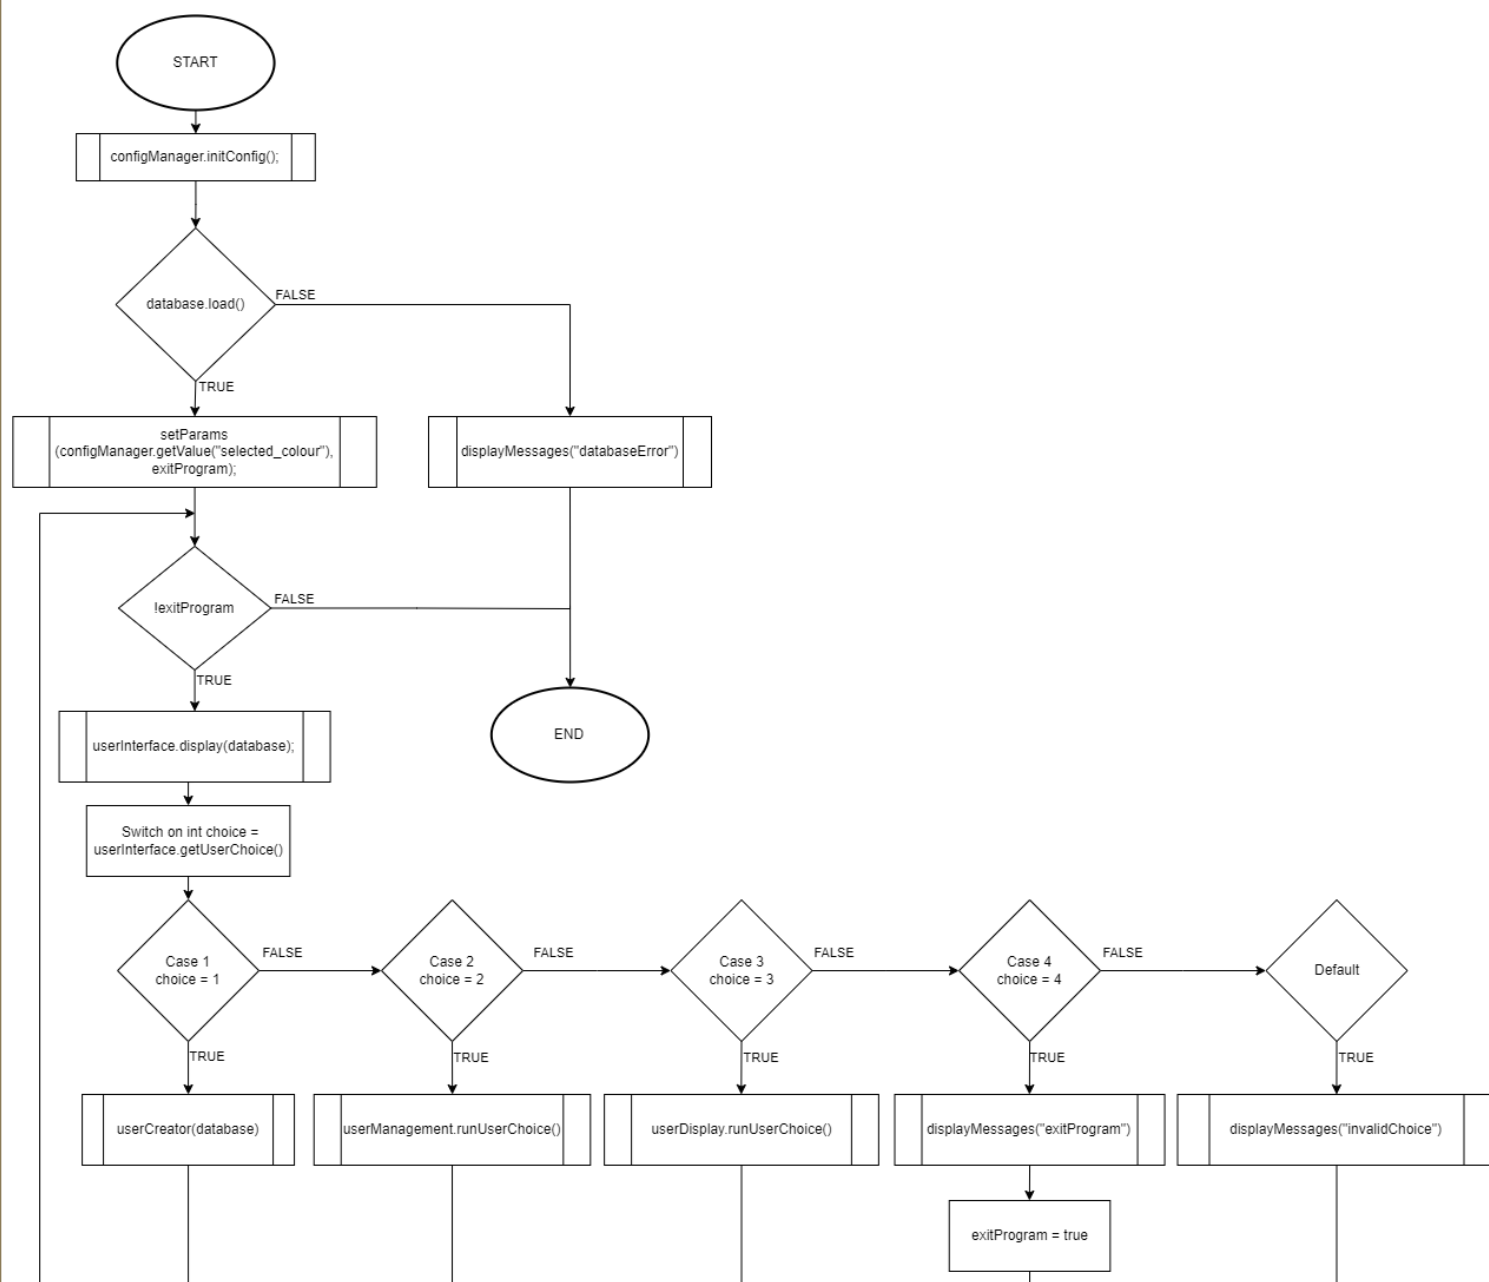 START
configManager.initConfig();
database.load()
FALSE
TRUE
setParams
(configManager.getValue("selected_colour"),
exitProgram);
displayMessages("databaseError")
!exitProgram
FALSE
TRUE
userInterface.display(database);
END
Switch on int choice =
userInterface.getUserChoice()
Case 1
choice = 1
FALSE
Case 2
choice = 2
FALSE
Case 3
choice = 3
FALSE
Case 4
choice = 4
FALSE
Default
TRUE
TRUE
TRUE
TRUE
TRUE
userCreator(database)
userManagement.runUserChoice()
userDisplay.runUserChoice()
displayMessages("exitProgram")
displayMessages("invalidChoice")
exitProgram = true